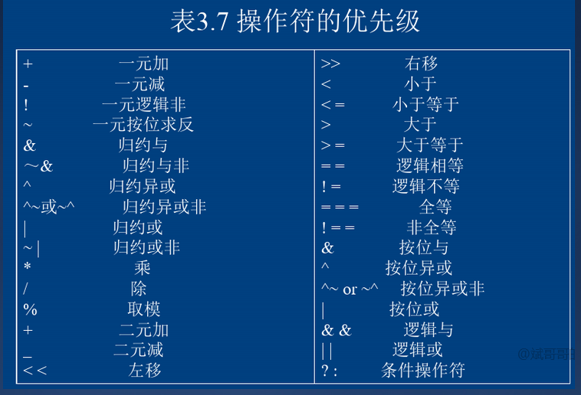 表3.7 操作符的优先级
+ 一元加
- 一元减
! 一元逻辑非
~ 一元按位求反
& 归约与
～& 归约与非
^ 归约异或
^~或~^ 归约异或非
| 归约或
~ | 归约或非
* 乘
/ 除
% 取模
+ 二元加
_ 二元减
< < 左移
>> 右移
< 小于
< = 小于等于
> 大于
> = 大于等于
= = 逻辑相等
! = 逻辑不等
= = = 全等
! = = 非全等
& 按位与
^ 按位异或
^~ or ~^ 按位异或非
| 按位或
& & 逻辑与
| | 逻辑或
? : 条件操作符